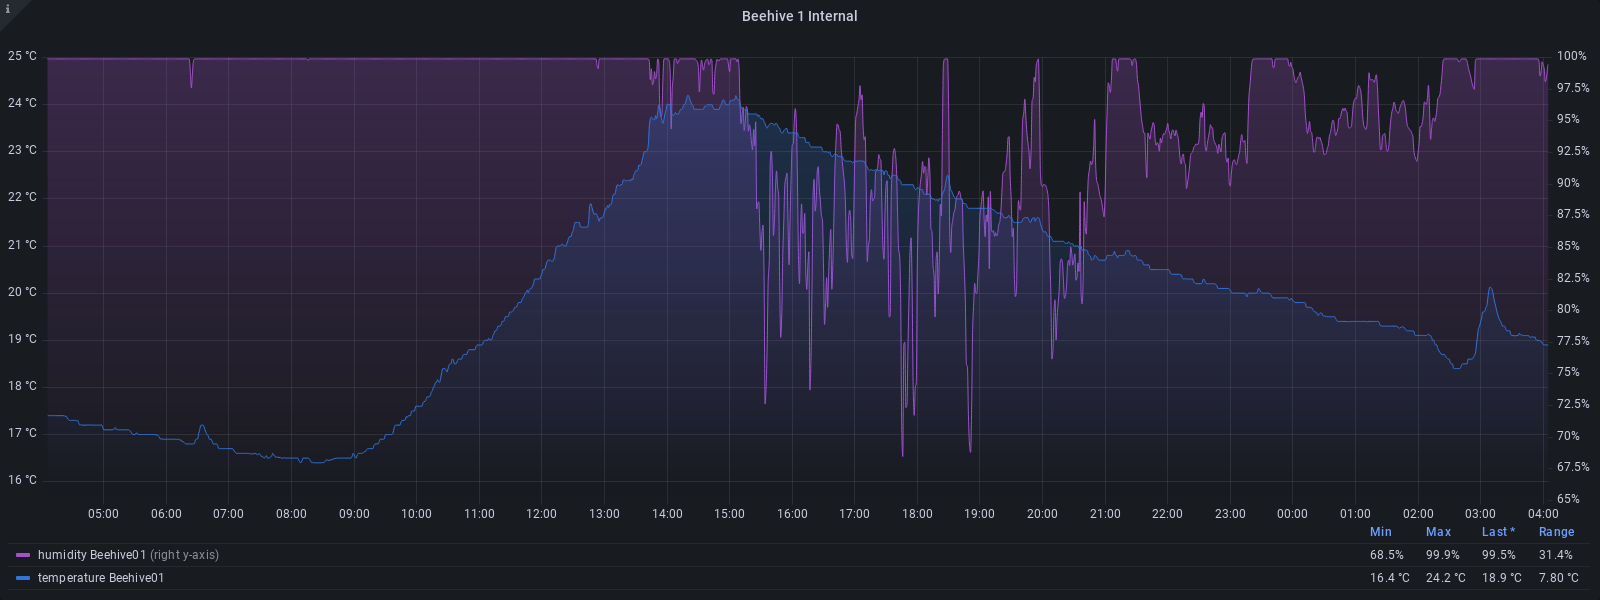 i
Beehive 1 Internal
25 °C 100%
24 °C 97.5%
23 °C 95%
22 °C 92.5%
21 °C 90%
20 °C 87.5%
19 °C 85%
18 °C 82.5%
17 °C 80%
16 °C 77.5%
75%
72.5%
70%
67.5%
65%
05:00 06:00 07:00 08:00 09:00 10:00 11:00 12:00 13:00 14:00 15:00 16:00 17:00 18:00 19:00 20:00 21:00 22:00 23:00 00:00 01:00 02:00 03:00 04:00
Min Max Last * Range
humidity Beehive01 (right y-axis) 68.5% 99.9% 99.5% 31.4%
temperature Beehive01 16.4 °C 24.2 °C 18.9 °C 7.80 °C